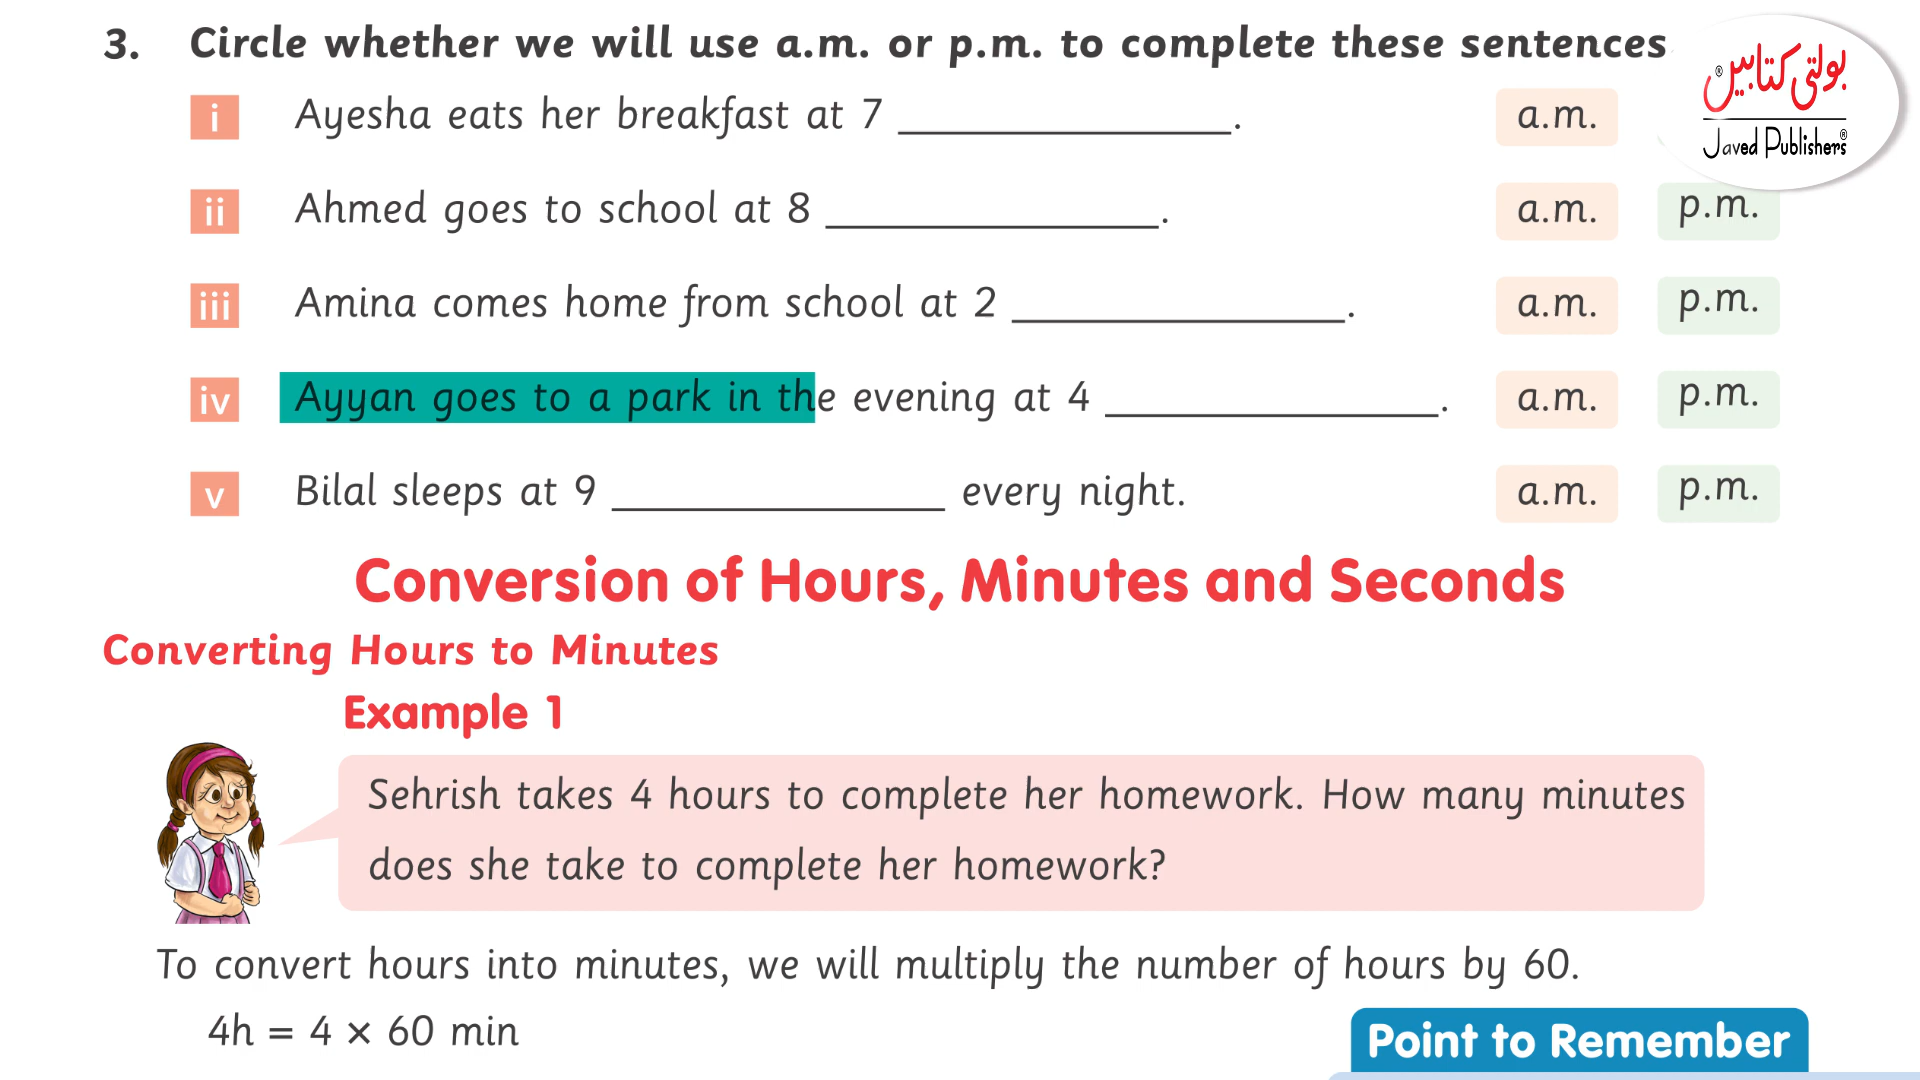 3. Circle whether we will use a.m. or p.m. to complete these sentences
بولتی کتابیں®
Javed Publishers®
i Ayesha eats her breakfast at 7 ________________. a.m.
ii Ahmed goes to school at 8 ________________. a.m. p.m.
iii Amina comes home from school at 2 ________________. a.m. p.m.
iv Ayyan goes to a park in the evening at 4 ________________. a.m. p.m.
v Bilal sleeps at 9 ________________ every night. a.m. p.m.
Conversion of Hours, Minutes and Seconds
Converting Hours to Minutes
Example 1
Sehrish takes 4 hours to complete her homework. How many minutes
does she take to complete her homework?
To convert hours into minutes, we will multiply the number of hours by 60.
4h = 4 × 60 min
Point to Remember